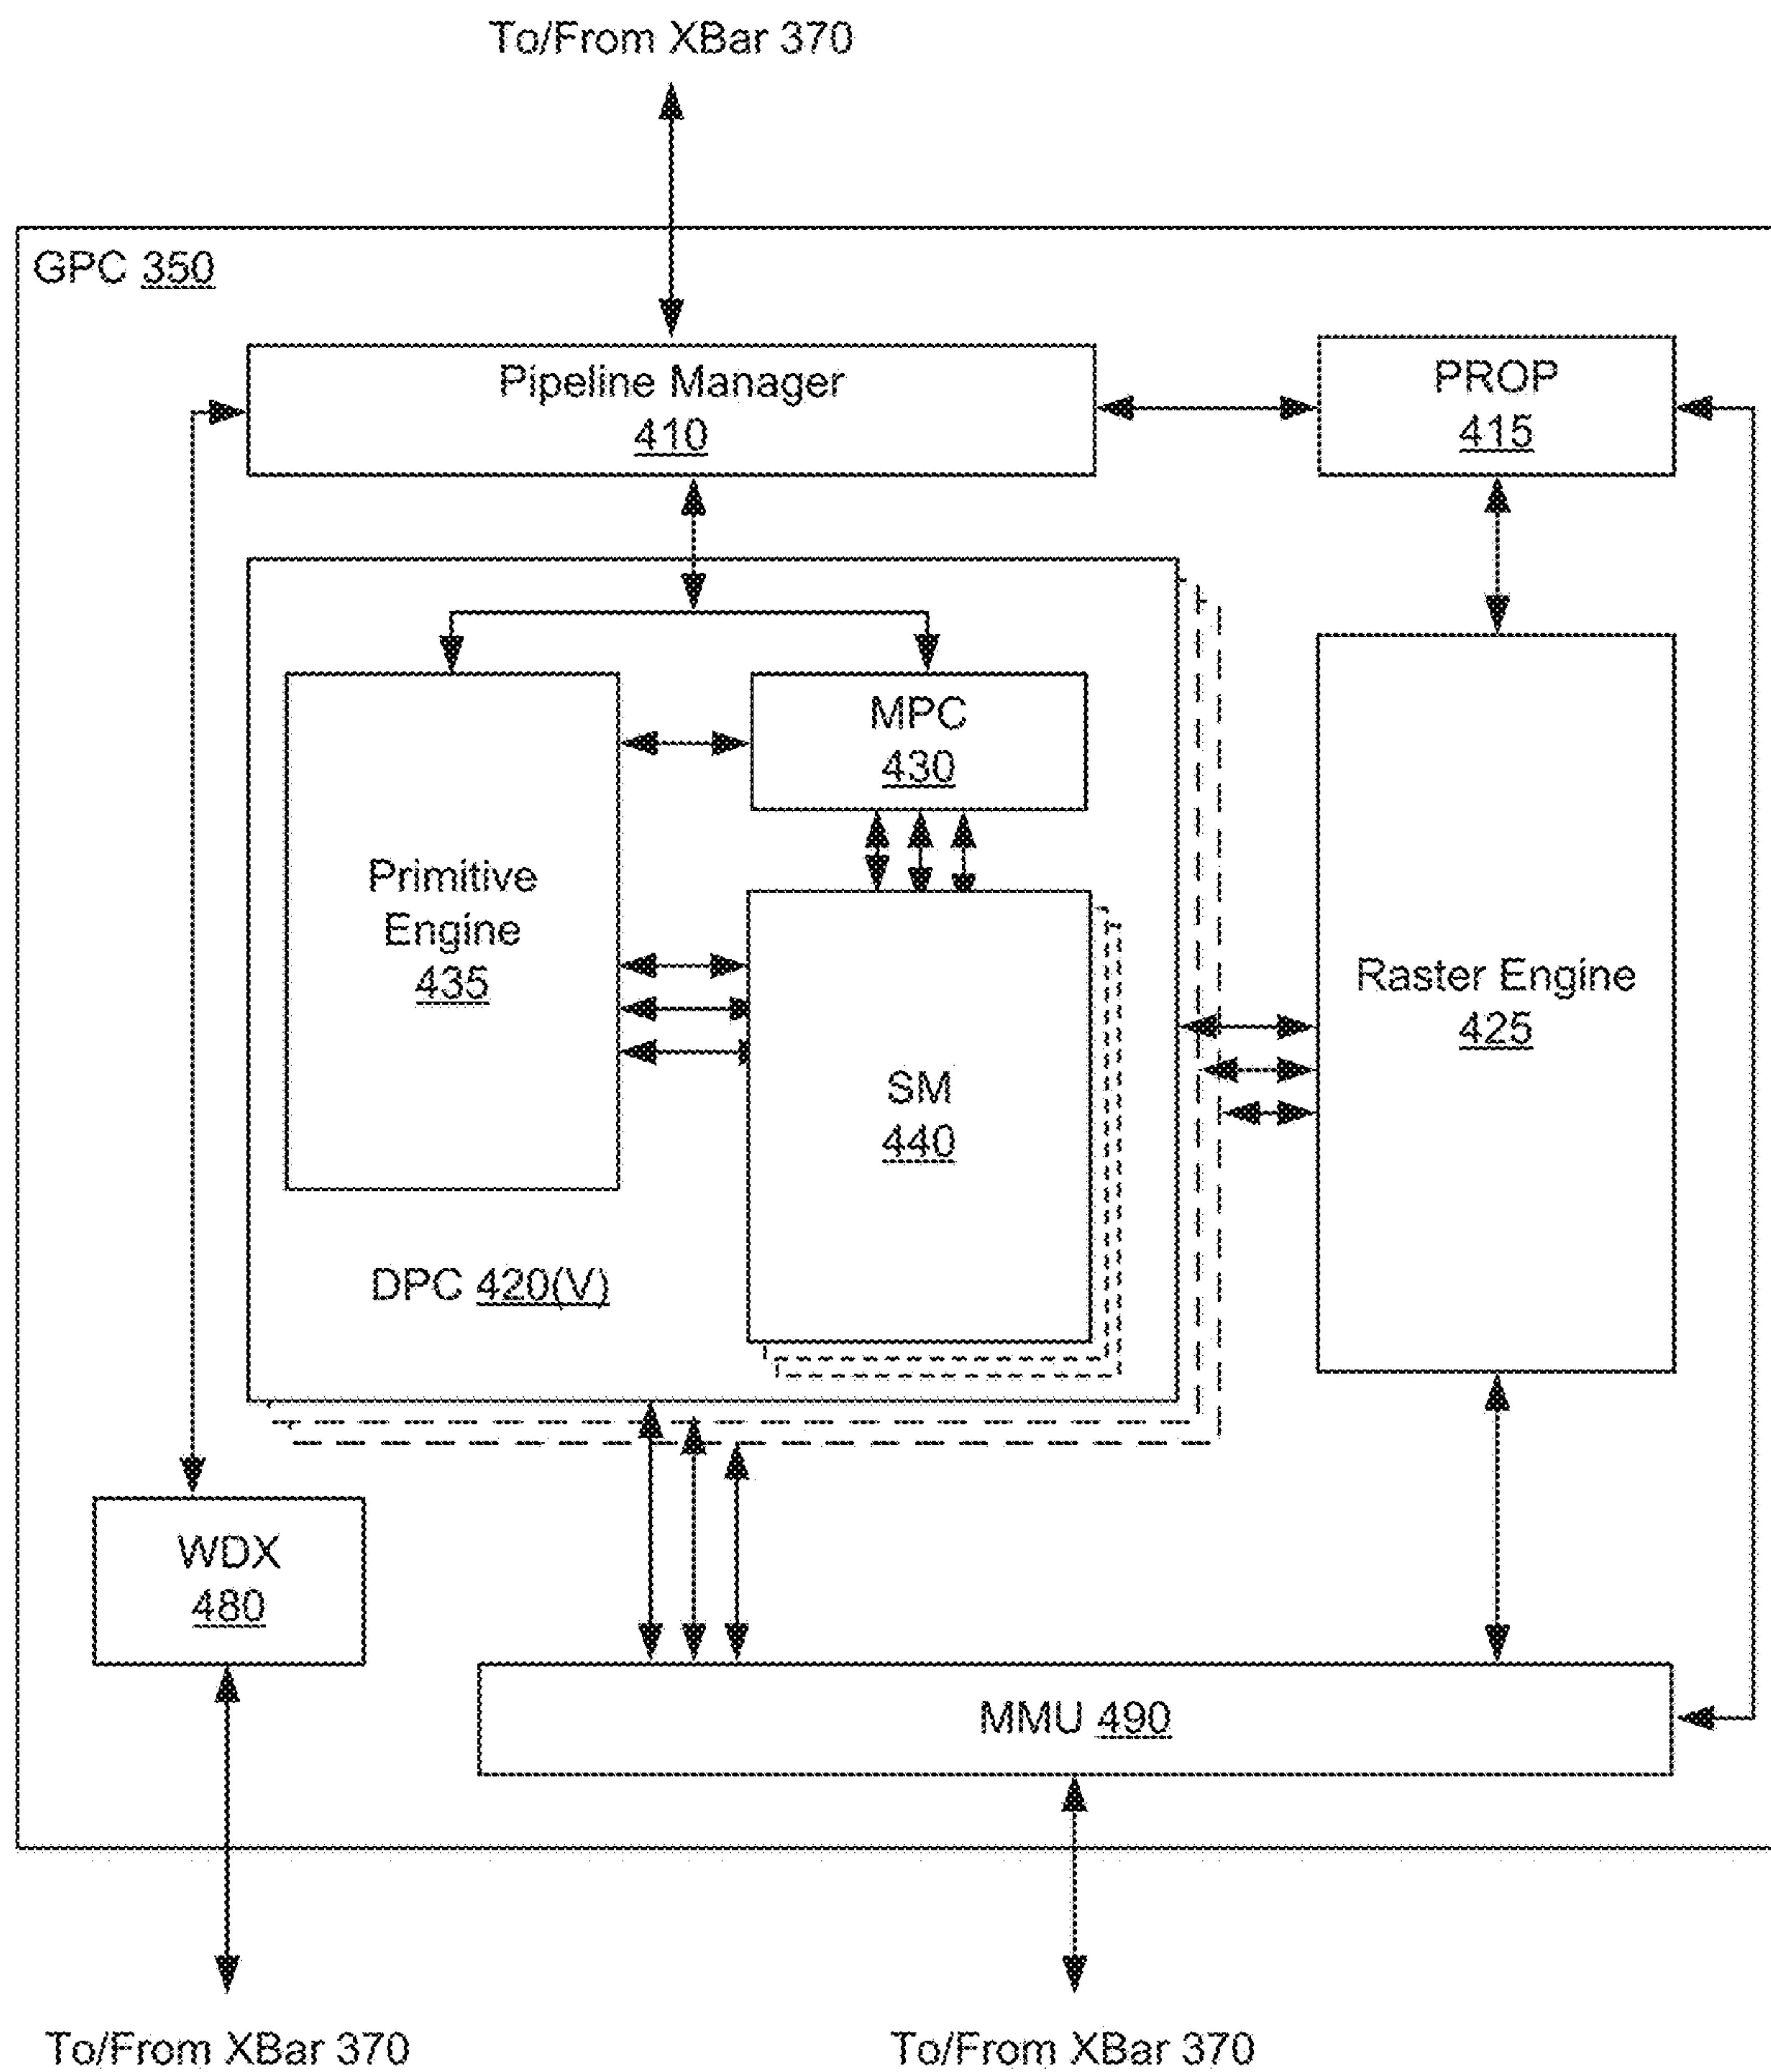 To/From XBar 370
GPC 350
Pipeline Manager
410
PROP
415
MPC
430
Primitive
Engine
435
Raster Engine
425
SM
440
DPC 420(V)
WDX
480
MMU 490
To/From XBar 370
To/From XBar 370